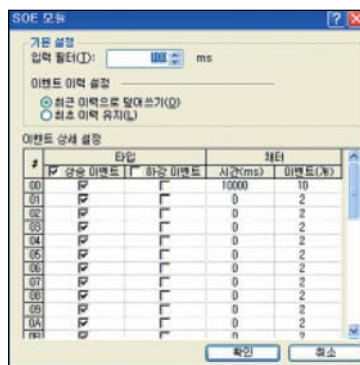 SOE 모듈
기본 설정
입력 필터(T): ms
이벤트 이력 설정
최근 이력으로 덮어쓰기(O)
최초 이력 유지(L)
이벤트 상세 설정
# 타입 채터
상승 이벤트 하강 이벤트 시간(ms) 이벤트(개)
00 10000 10
01 0 2
02 0 2
03 0 2
04 0 2
05 0 2
06 0 2
07 0 2
08 0 2
09 0 2
0A 0 2
0B 0 2
확인 취소